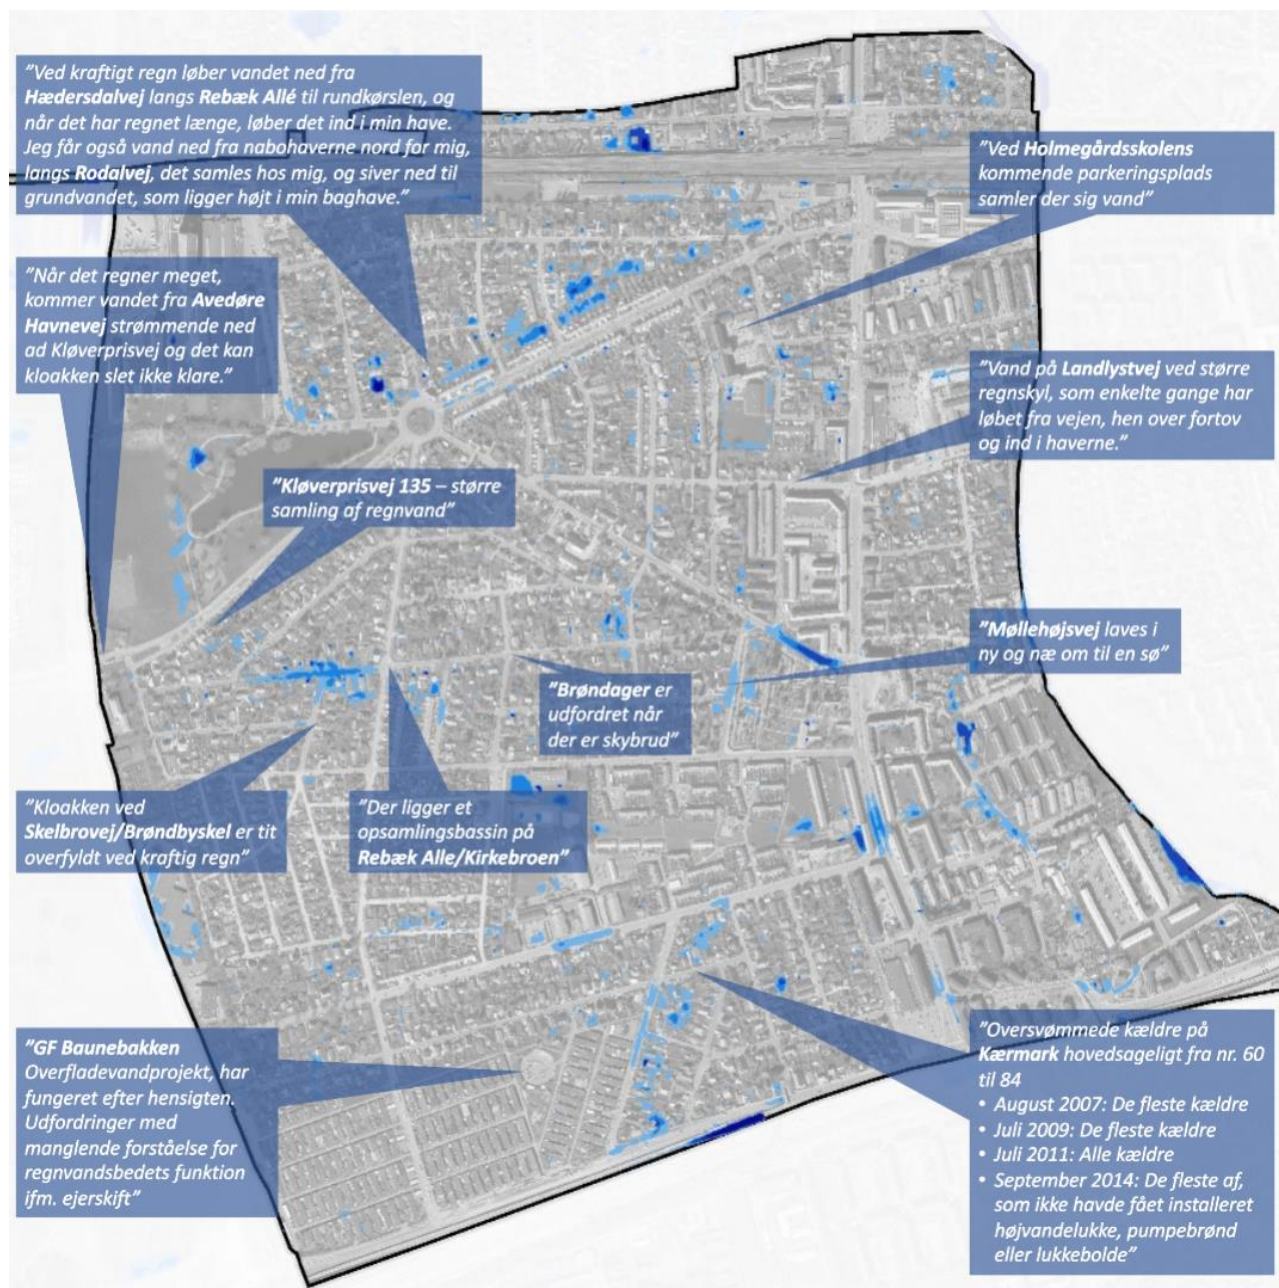 ”Ved kraftigt regn løber vandet ned fra
Hædersdalvej langs Rebæk Allé til rundkørslen, og
når det har regnet længe, løber det ind i min have.
Jeg får også vand ned fra nabohaverne nord for mig,
langs Rodalvej, det samles hos mig, og siver ned til
grundvandet, som ligger højt i min baghave.”
”Ved Holmegårdsskolens
kommende parkeringsplads
samler der sig vand”
”Når det regner meget,
kommer vandet fra Avedøre
Havnevej strømmende ned
ad Kløverprisvej og det kan
kloakken slet ikke klare.”
”Vand på Landlystvej ved større
regnskyl, som enkelte gange har
løbet fra vejen, hen over fortov
og ind i haverne.”
”Kløverprisvej 135 – større
samling af regnvand”
”Møllehøjsvej laves i
ny og næ om til en sø”
”Brøndager er
udfordret når
der er skybrud”
”Kloakken ved
Skelbrovej/Brøndbyskel er tit
overfyldt ved kraftig regn”
”Der ligger et
opsamlingsbassin på
Rebæk Alle/Kirkebroen”
”GF Baunebakken
Overfladevandprojekt, har
fungeret efter hensigten.
Udfordringer med
manglende forståelse for
regnvandsbedets funktion
ifm. ejerskift”
”Oversvømmede kældre på
Kærmark hovedsageligt fra nr. 60
til 84
• August 2007: De fleste kældre
• Juli 2009: De fleste kældre
• Juli 2011: Alle kældre
• September 2014: De fleste af,
som ikke havde fået installeret
højvandelukke, pumpebrønd
eller lukkebolde”